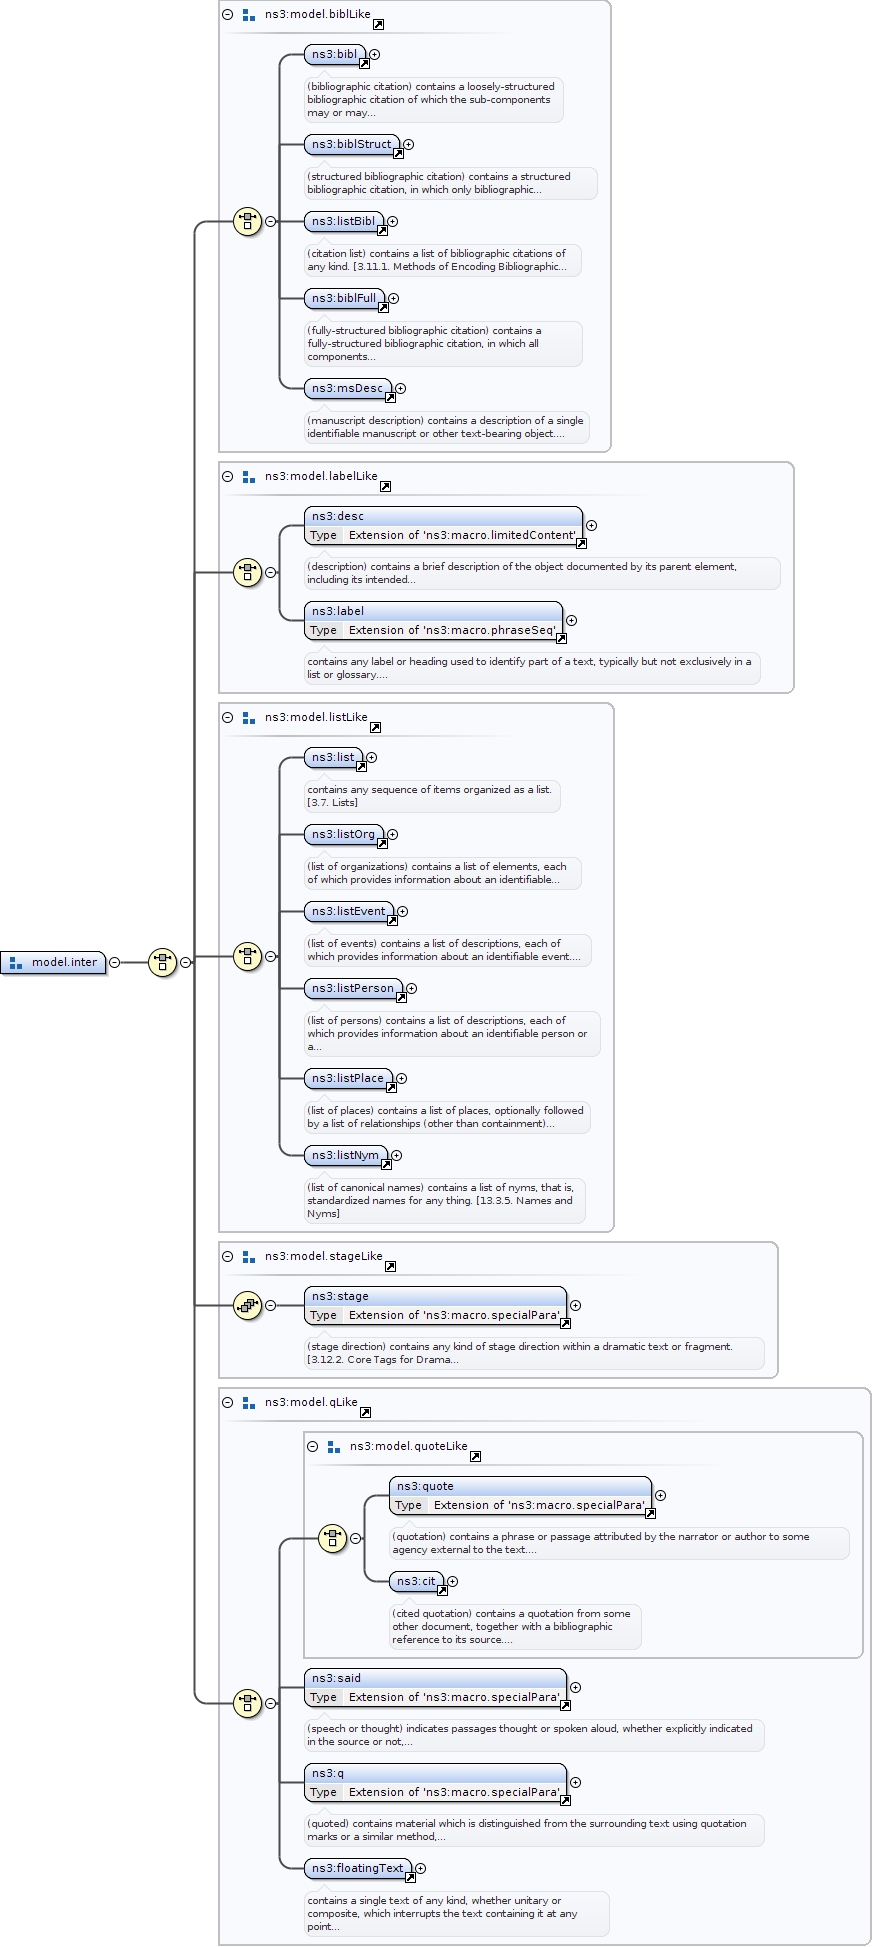 ns3:model.biblLike
ns3:bibl
(bibliographic citation) contains a loosely-structured
bibliographic citation of which the sub-components
may or may...
ns3:biblStruct
(structured bibliographic citation) contains a structured
bibliographic citation, in which only bibliographic...
ns3:listBibl
(citation list) contains a list of bibliographic citations of
any kind. [3.11.1. Methods of Encoding Bibliographic...
ns3:biblFull
(fully-structured bibliographic citation) contains a
fully-structured bibliographic citation, in which all
components...
ns3:msDesc
(manuscript description) contains a description of a single
identifiable manuscript or other text-bearing object....
ns3:model.labelLike
ns3:desc
Type Extension of 'ns3:macro.limitedContent'
(description) contains a brief description of the object documented by its parent element,
including its intended...
ns3:label
Type Extension of 'ns3:macro.phraseSeq'
contains any label or heading used to identify part of a text, typically but not exclusively in a
list or glossary....
ns3:model.listLike
ns3:list
contains any sequence of items organized as a list.
[3.7. Lists]
ns3:listOrg
(list of organizations) contains a list of elements, each
of which provides information about an identifiable...
ns3:listEvent
(list of events) contains a list of descriptions, each of
which provides information about an identifiable event....
model.inter
ns3:listPerson
(list of persons) contains a list of descriptions, each of
which provides information about an identifiable person or
a...
ns3:listPlace
(list of places) contains a list of places, optionally followed
by a list of relationships (other than containment)...
ns3:listNym
(list of canonical names) contains a list of nyms, that is,
standardized names for any thing. [13.3.5. Names and
Nyms]
ns3:model.stageLike
ns3:stage
Type Extension of 'ns3:macro.specialPara'
(stage direction) contains any kind of stage direction within a dramatic text or fragment.
[3.12.2. Core Tags for Drama...
ns3:model.qLike
ns3:model.quoteLike
ns3:quote
Type Extension of 'ns3:macro.specialPara'
(quotation) contains a phrase or passage attributed by the narrator or author to some
agency external to the text....
ns3:cit
(cited quotation) contains a quotation from some
other document, together with a bibliographic
reference to its source....
ns3:said
Type Extension of 'ns3:macro.specialPara'
(speech or thought) indicates passages thought or spoken aloud, whether explicitly indicated
in the source or not,...
ns3:q
Type Extension of 'ns3:macro.specialPara'
(quoted) contains material which is distinguished from the surrounding text using quotation
marks or a similar method,...
ns3:floatingText
contains a single text of any kind, whether unitary or
composite, which interrupts the text containing it at any
point...